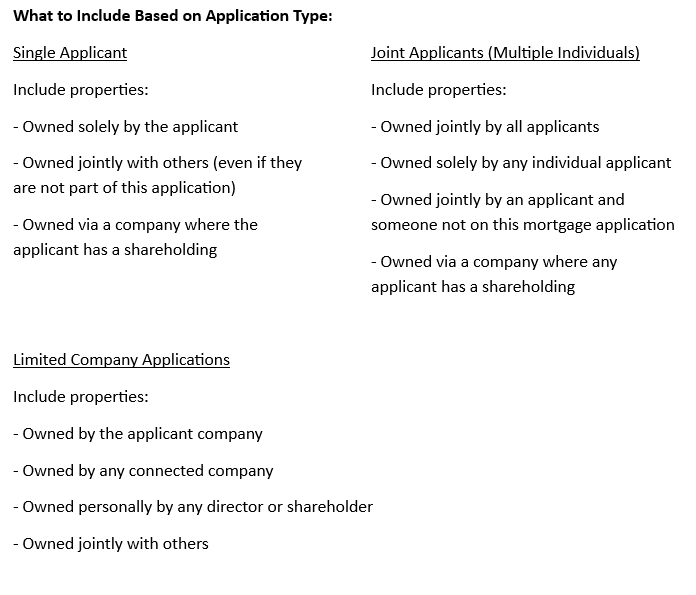 What to Include Based on Application Type:
Single Applicant
Include properties:
- Owned solely by the applicant
- Owned jointly with others (even if they
are not part of this application)
- Owned via a company where the
applicant has a shareholding
Joint Applicants (Multiple Individuals)
Include properties:
- Owned jointly by all applicants
- Owned solely by any individual applicant
- Owned jointly by an applicant and
someone not on this mortgage application
- Owned via a company where any
applicant has a shareholding
Limited Company Applications
Include properties:
- Owned by the applicant company
- Owned by any connected company
- Owned personally by any director or shareholder
- Owned jointly with others